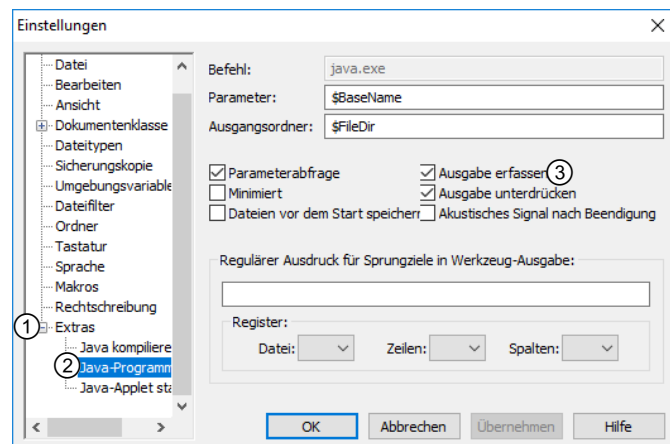 Einstellungen
Datei
Bearbeiten
Ansicht
Dokumentenklasse
Dateitypen
Sicherungskopie
Umgebungsvariable
Dateifilter
Ordner
Tastatur
Sprache
Makros
Rechtschreibung
1 Extras
Java kompiliere
2 Java-Programm
Java-Applet sta
Befehl: java.exe
Parameter: $BaseName
Ausgangsordner: $FileDir
Parameterabfrage Ausgabe erfassen 3
Minimiert Ausgabe unterdrücken
Dateien vor dem Start speichern Akustisches Signal nach Beendigung
Regulärer Ausdruck für Sprungziele in Werkzeug-Ausgabe:
Register:
Datei: Zeilen: Spalten:
OK Abbrechen Übernehmen Hilfe